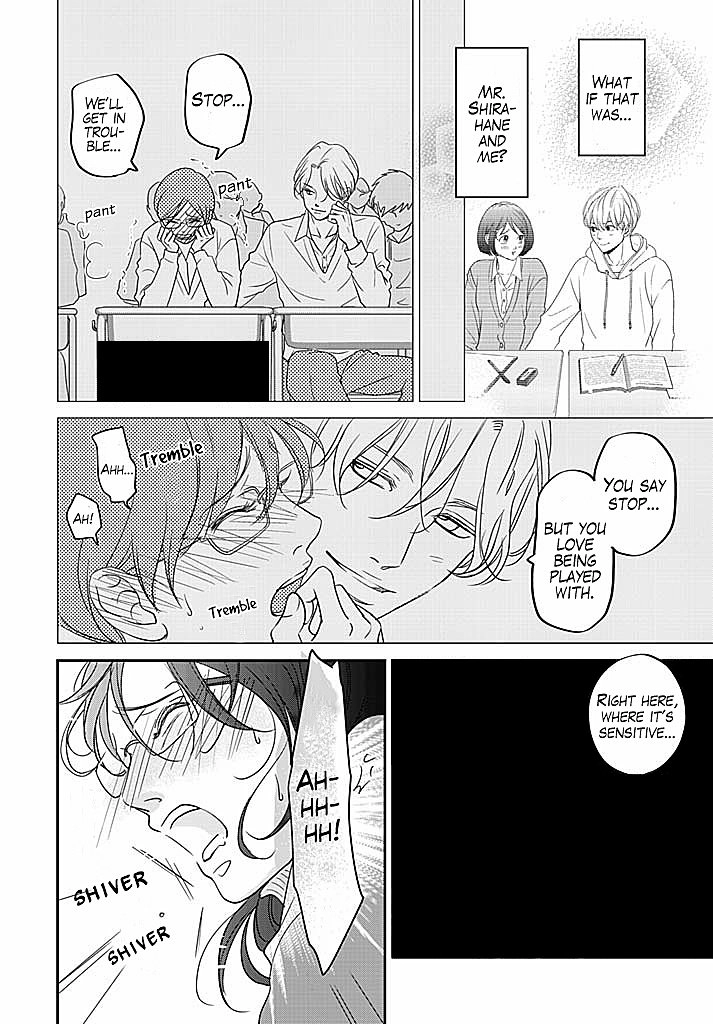 WHAT
IF THAT
WAS...
MR.
SHIRA-
HANE
AND
ME?
STOP...
WE'LL
GET IN
TROU-
BLE...
pant
pant
YOU SAY
STOP...
BUT YOU
LOVE
BEING
PLAYED
WITH.
Tremble
AHH...
AH!
Tremble
RIGHT HERE,
WHERE IT'S
SENSITIVE...
AH-
HH-
HH!
SHIVER
SHIVER